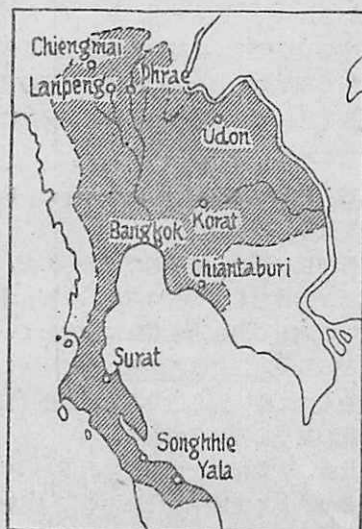 Chiengmai
Lanpeng Phrae
Udon
Korat
Bangkok
Chiantaburi
Surat
Songhhle
Yala